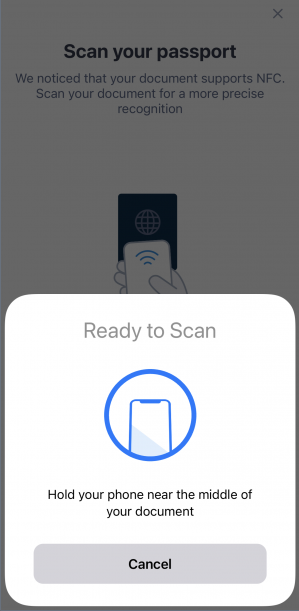 Scan your passport
We noticed that your document supports NFC.
Scan your document for a more precise
recognition
Ready to Scan
Hold your phone near the middle of
your document
Cancel